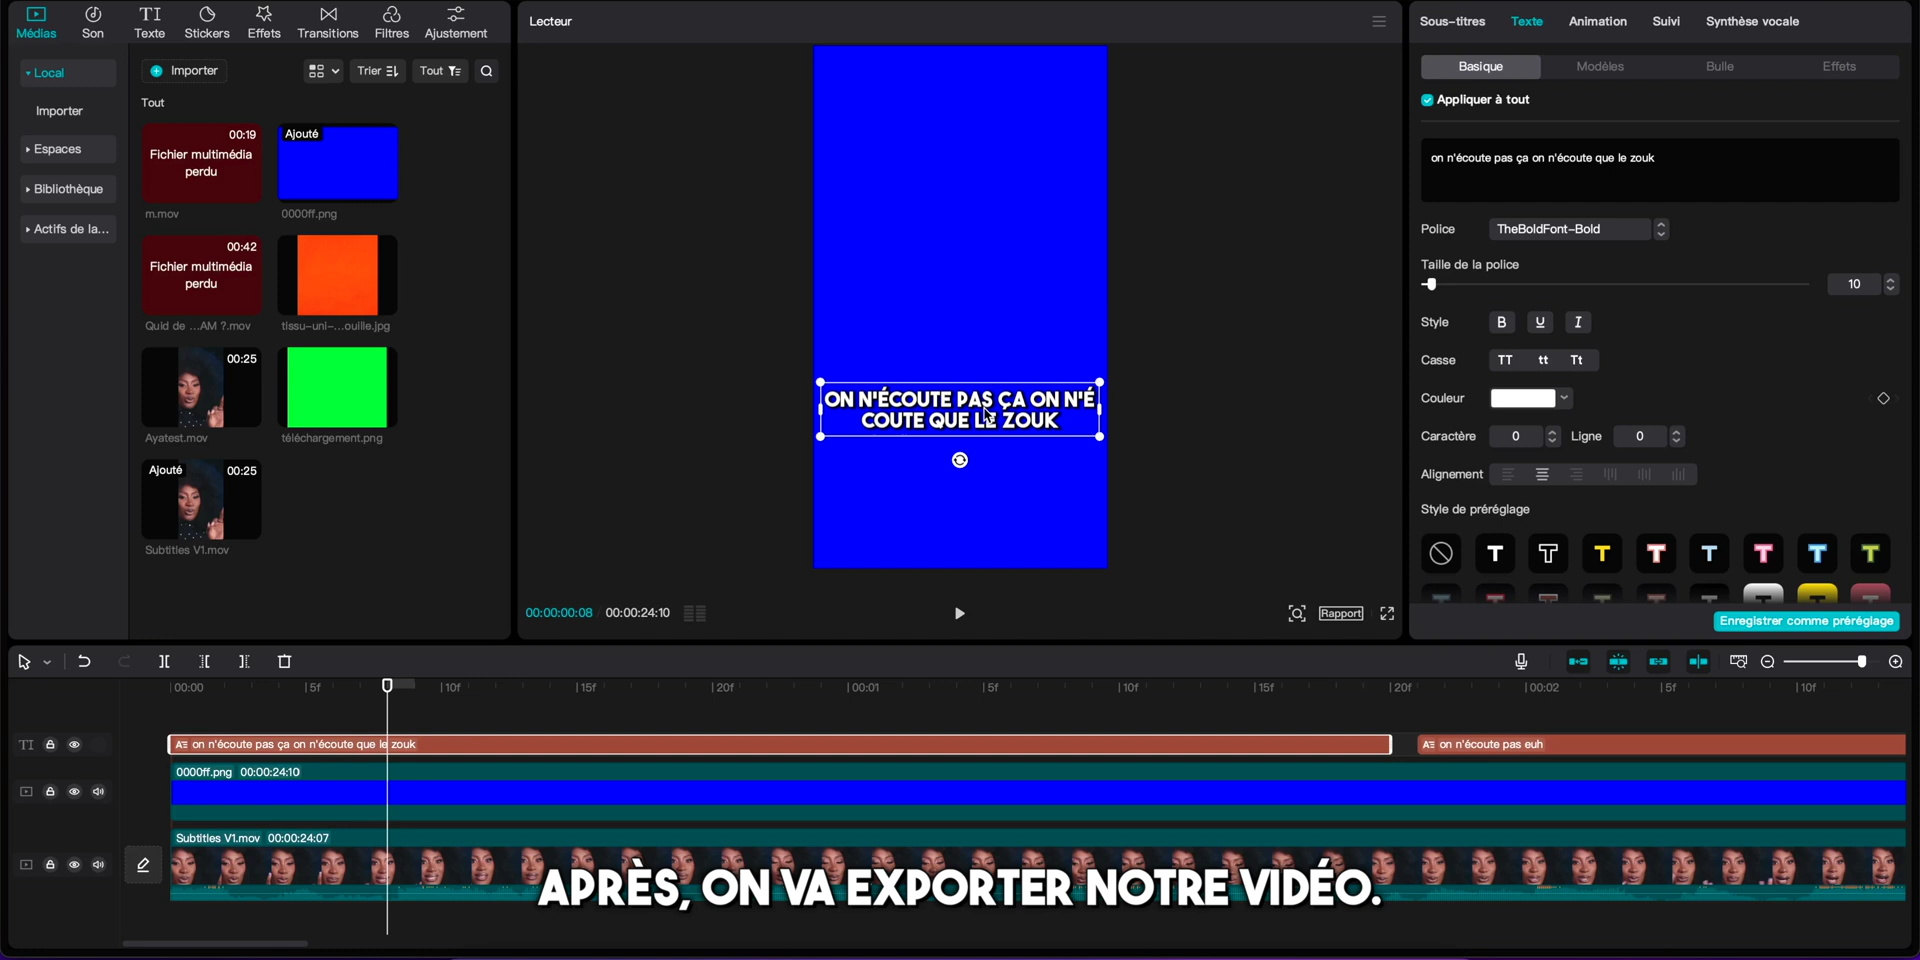 Médias
Son
Texte
Stickers
Effets
Transitions
Filtres
Ajustement
Local
Importer
Espaces
Bibliothèque
Actifs de la...
Importer
Trier
Tout
Tout
00:19
Fichier multimédia
perdu
m.mov
Ajouté
0000ff.png
00:42
Fichier multimédia
perdu
Quid de ...AM ?.mov
tissu-uni-...ouille.jpg
00:25
Ayatest.mov
téléchargement.png
Ajouté
00:25
Subtitles V1.mov
Lecteur
ON N'ÉCOUTE PAS ÇA ON N'É
COUTE QUE LE ZOUK
00:00:00:08
00:00:24:10
Rapport
Sous-titres
Texte
Animation
Suivi
Synthèse vocale
Basique
Modèles
Bulle
Effets
Appliquer à tout
on n'écoute pas ça on n'écoute que le zouk
Police
TheBoldFont-Bold
Taille de la police
10
Style
B
U
I
Casse
TT
tt
Tt
Couleur
Caractère
0
Ligne
0
Alignement
Style de préréglage
T
T
T
T
T
T
T
T
Enregistrer comme préréglage
00:00
5f
10f
15f
20f
00:01
5f
10f
15f
20f
00:02
5f
10f
TI
on n'écoute pas ça on n'écoute que le zouk
on n'écoute pas euh
0000ff.png 00:00:24:10
Subtitles V1.mov 00:00:24:07
APRÈS, ON VA EXPORTER NOTRE VIDÉO.